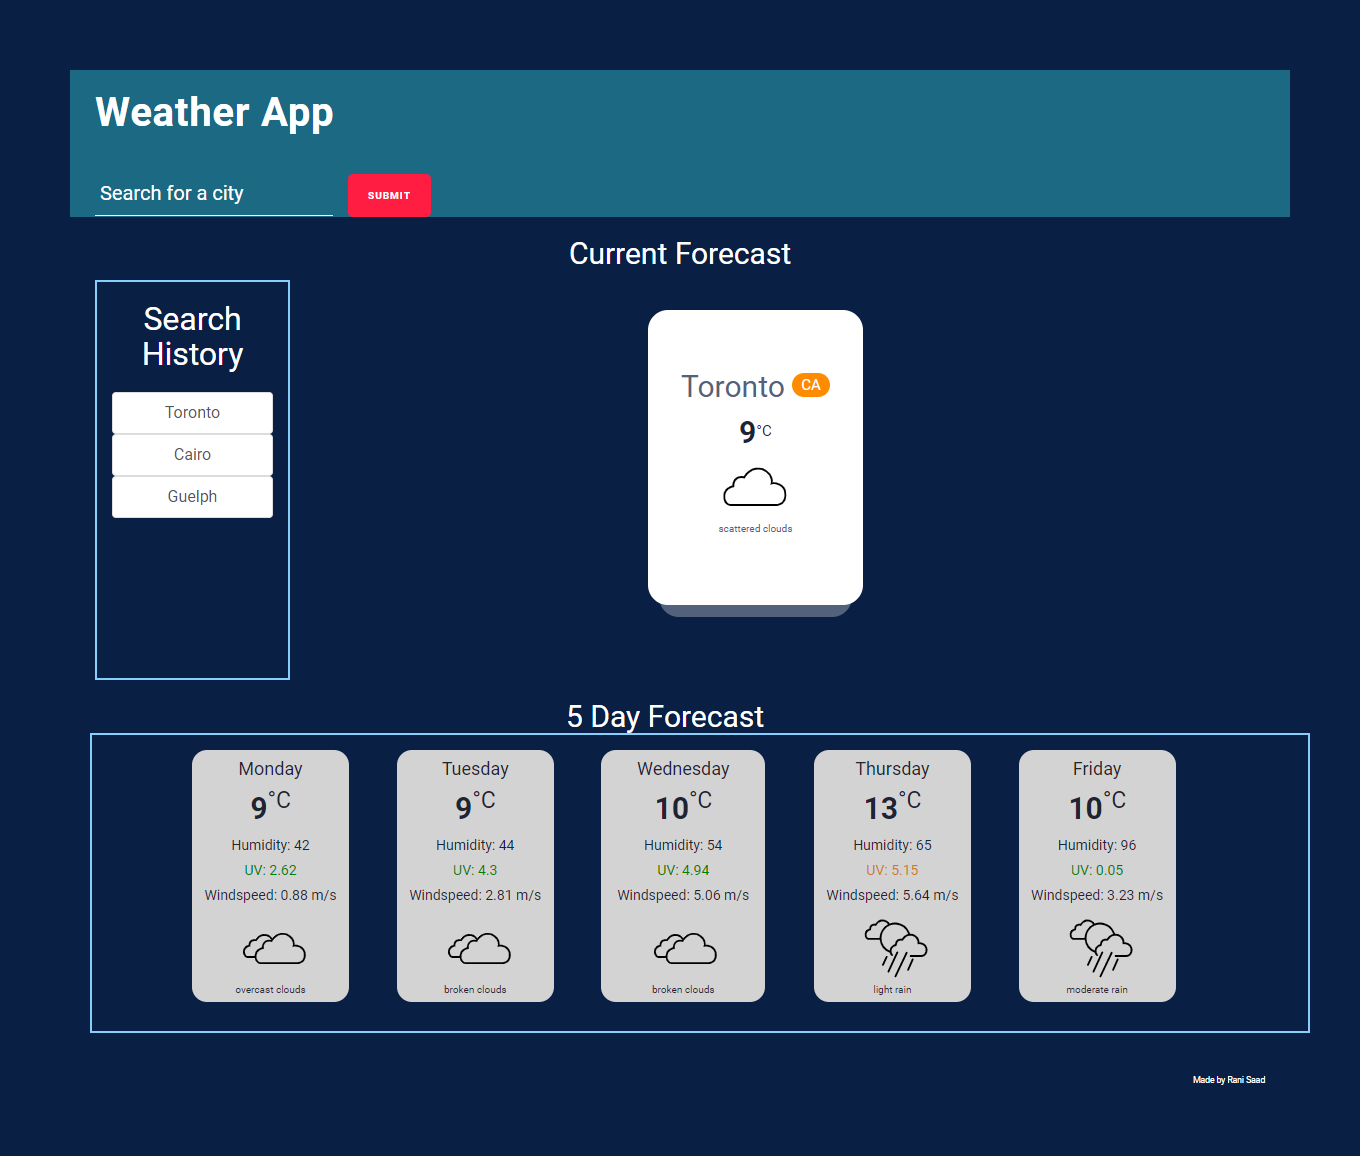 Weather App
Search for a city
SUBMIT
Current Forecast
Search
History
Toronto
Cairo
Guelph
Toronto CA
9°C
scattered clouds
5 Day Forecast
Monday
9°C
Humidity: 42
UV: 2.62
Windspeed: 0.88 m/s
overcast clouds
Tuesday
9°C
Humidity: 44
UV: 4.3
Windspeed: 2.81 m/s
broken clouds
Wednesday
10°C
Humidity: 54
UV: 4.94
Windspeed: 5.06 m/s
broken clouds
Thursday
13°C
Humidity: 65
UV: 5.15
Windspeed: 5.64 m/s
light rain
Friday
10°C
Humidity: 96
UV: 0.05
Windspeed: 3.23 m/s
moderate rain
Made by Rani Saad